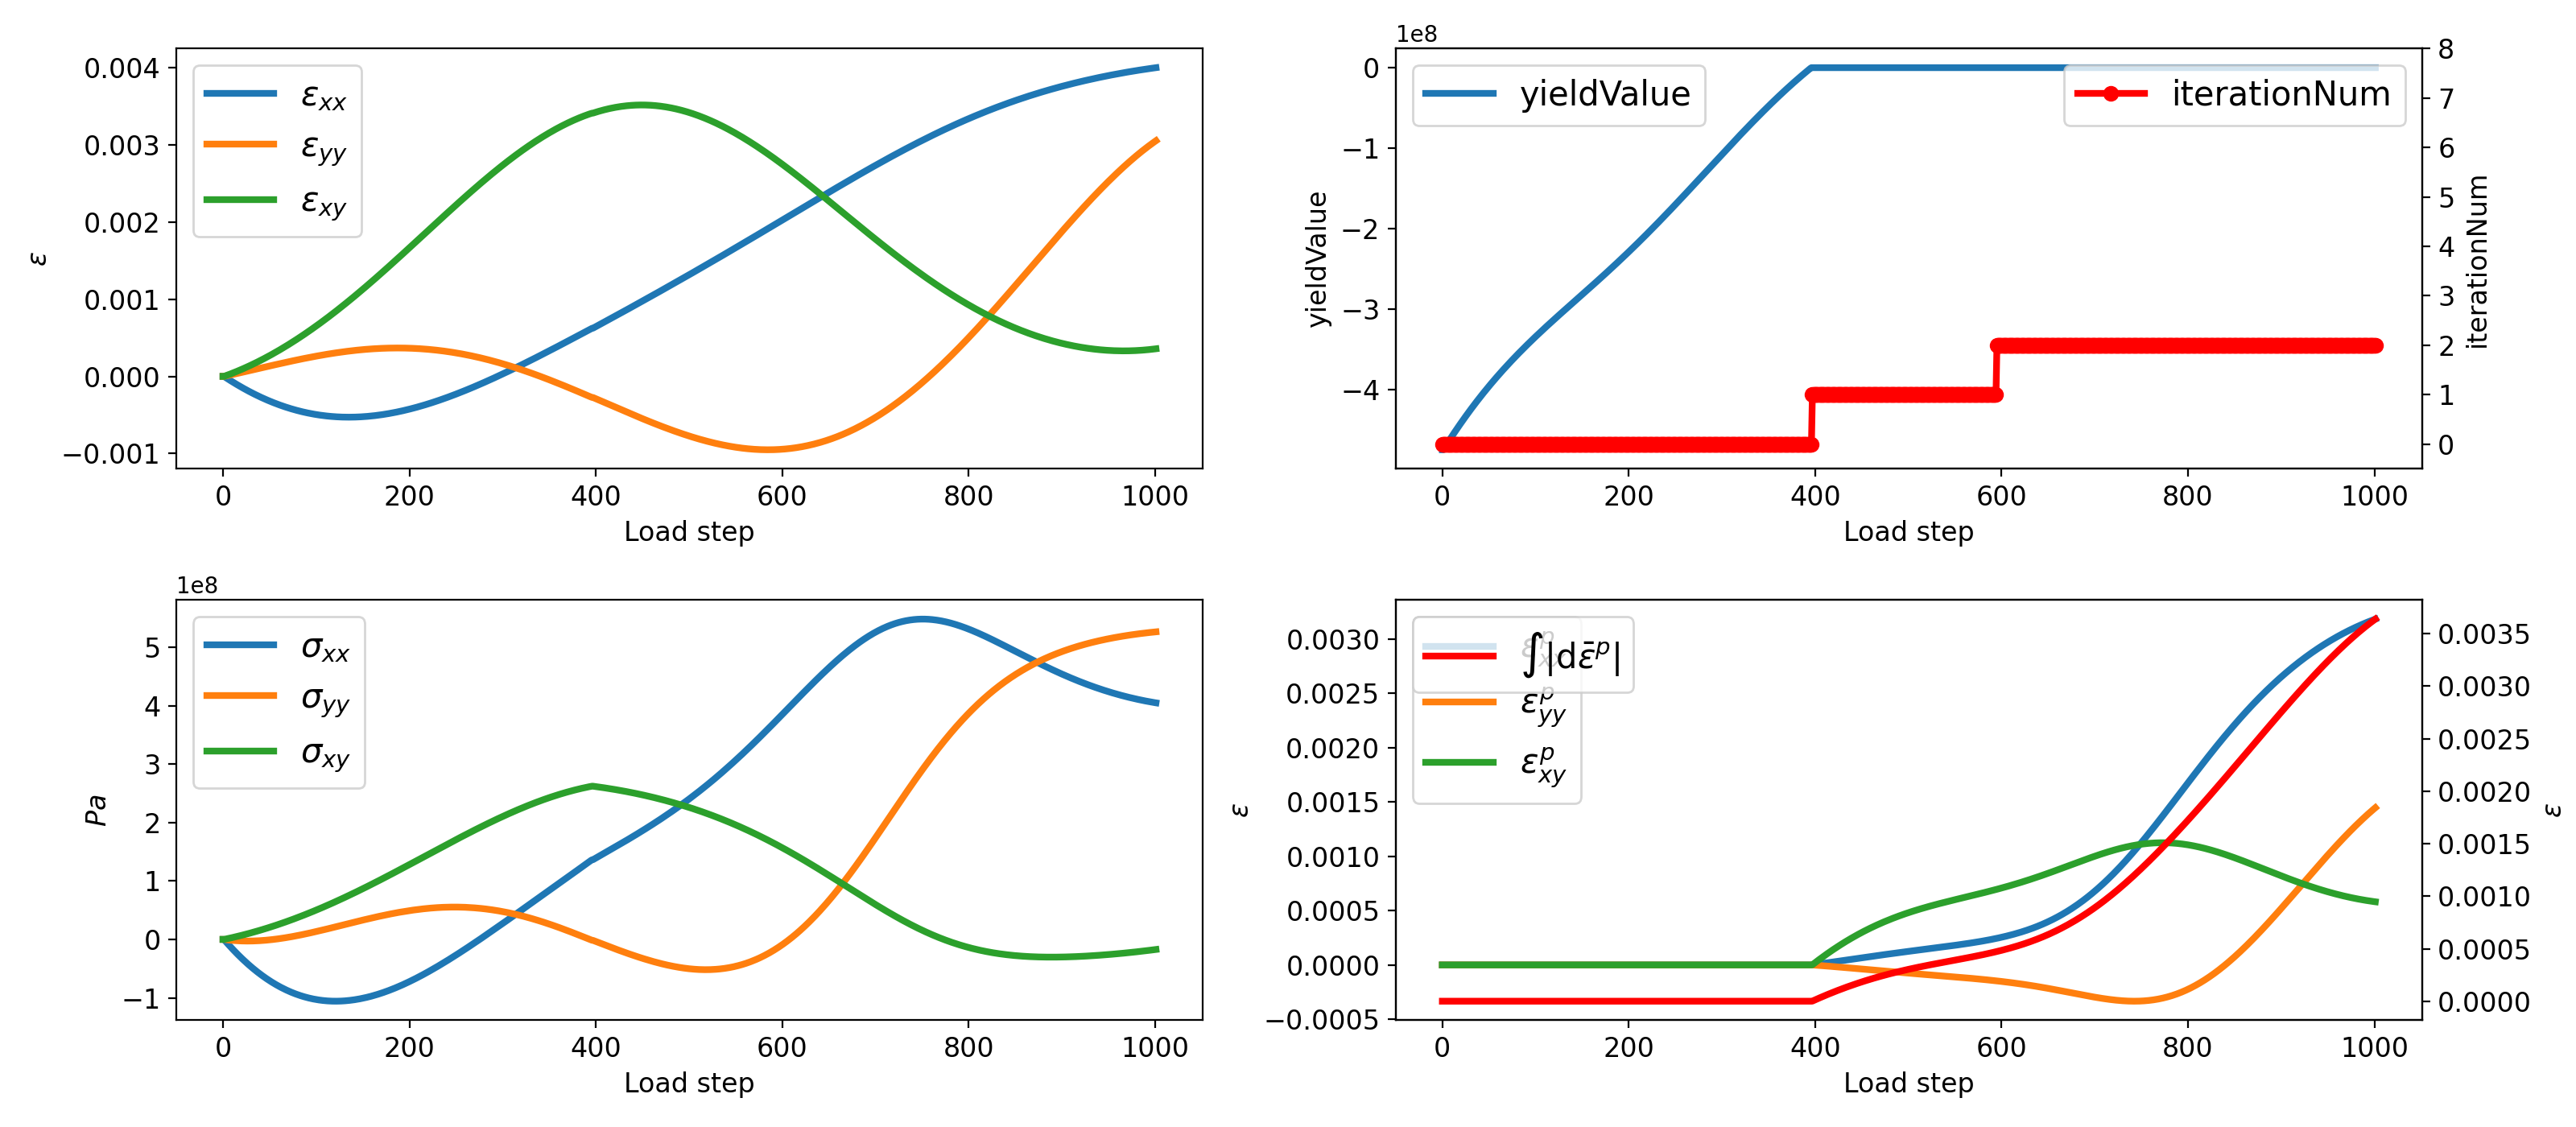 0.004
0.003
0.002
0.001
0.000
−0.001
ε
ε_xx
ε_yy
ε_xy
0 200 400 600 800 1000
Load step
1e8
0
−1
−2
−3
−4
yieldValue
yieldValue
iterationNum
8
7
6
5
4
3
2
1
0
iterationNum
0 200 400 600 800 1000
Load step
1e8
5
4
3
2
1
0
−1
Pa
σ_xx
σ_yy
σ_xy
0 200 400 600 800 1000
Load step
0.0030
0.0025
0.0020
0.0015
0.0010
0.0005
0.0000
−0.0005
ε
ε^p_xx
∫|dε̄^p|
ε^p_yy
ε^p_xy
0.0035
0.0030
0.0025
0.0020
0.0015
0.0010
0.0005
0.0000
ε
0 200 400 600 800 1000
Load step